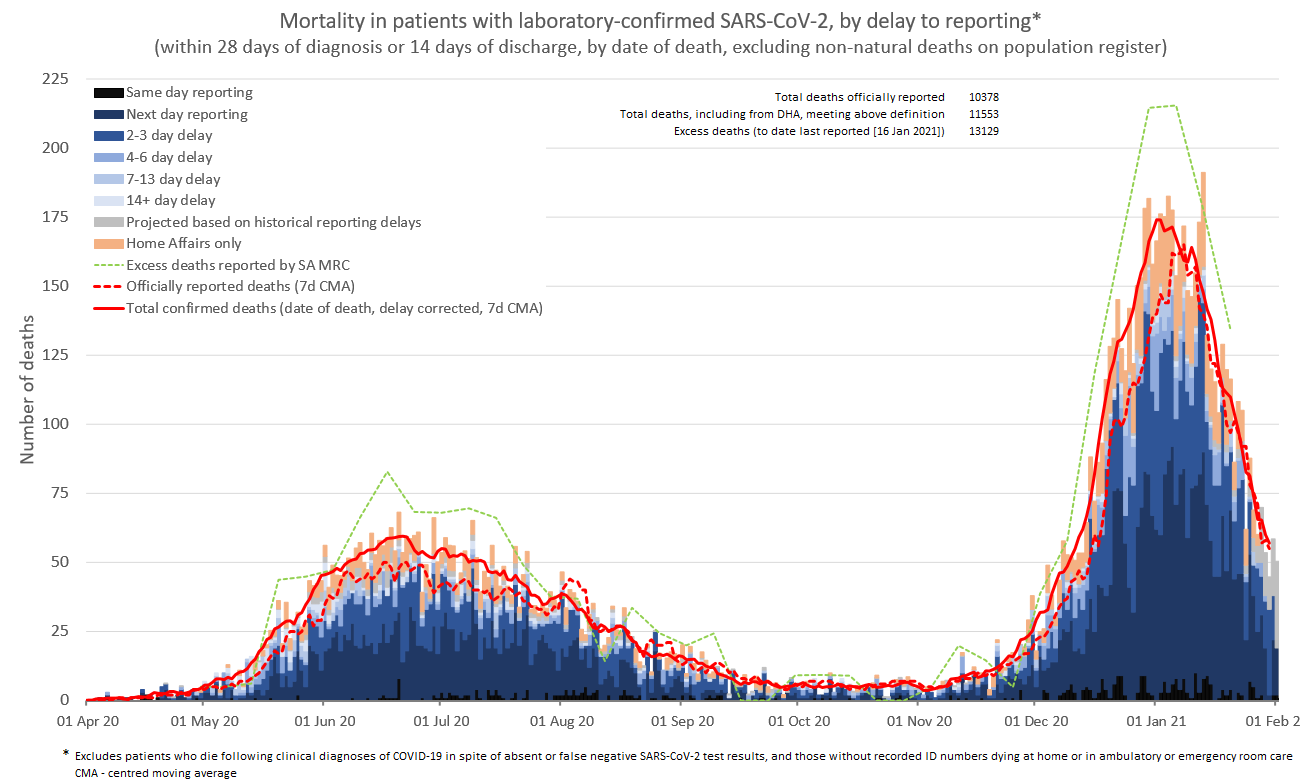 Mortality in patients with laboratory-confirmed SARS-CoV-2, by delay to reporting*
(within 28 days of diagnosis or 14 days of discharge, by date of death, excluding non-natural deaths on population register)
Number of deaths
225
200
175
150
125
100
75
50
25
0
Same day reporting
Next day reporting
2-3 day delay
4-6 day delay
7-13 day delay
14+ day delay
Projected based on historical reporting delays
Home Affairs only
Excess deaths reported by SA MRC
Officially reported deaths (7d CMA)
Total confirmed deaths (date of death, delay corrected, 7d CMA)
Total deaths officially reported 10378
Total deaths, including from DHA, meeting above definition 11553
Excess deaths (to date last reported [16 Jan 2021]) 13129
01 Apr 20 01 May 20 01 Jun 20 01 Jul 20 01 Aug 20 01 Sep 20 01 Oct 20 01 Nov 20 01 Dec 20 01 Jan 21 01 Feb 2
* Excludes patients who die following clinical diagnoses of COVID-19 in spite of absent or false negative SARS-CoV-2 test results, and those without recorded ID numbers dying at home or in ambulatory or emergency room care
CMA - centred moving average